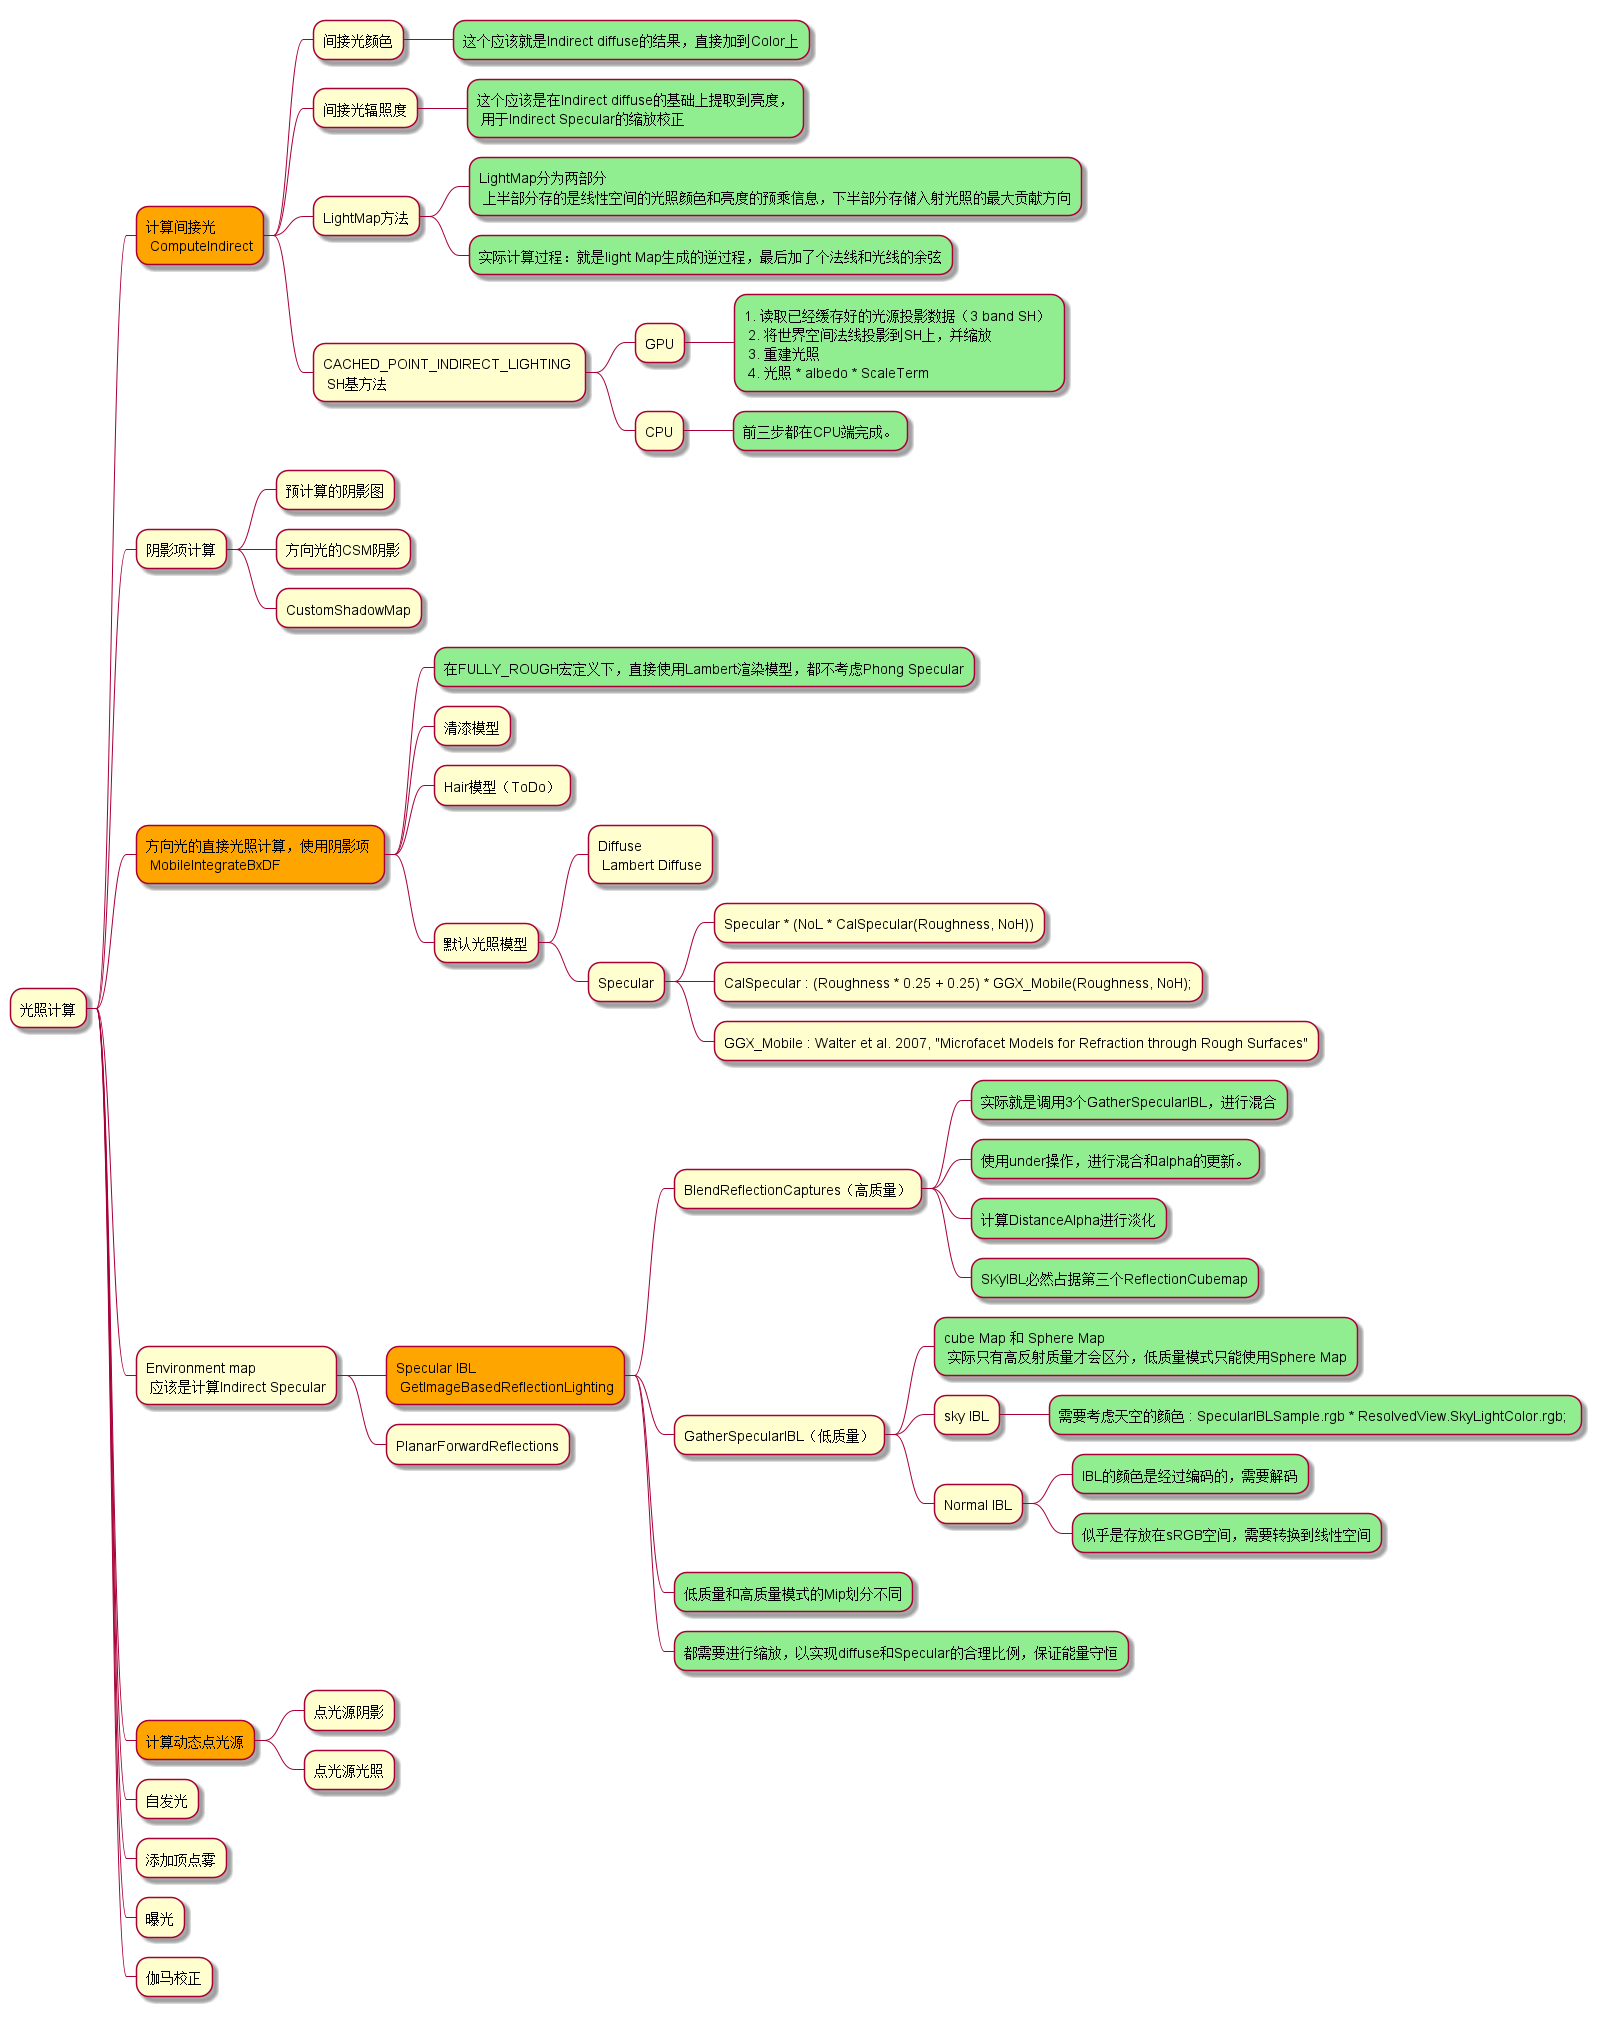 光照计算
计算间接光
ComputeIndirect
间接光颜色
这个应该就是Indirect diffuse的结果，直接加到Color上
间接光辐照度
这个应该是在Indirect diffuse的基础上提取到亮度，
用于Indirect Specular的缩放校正
LightMap方法
LightMap分为两部分
上半部分存的是线性空间的光照颜色和亮度的预乘信息，下半部分存储入射光照的最大贡献方向
实际计算过程：就是light Map生成的逆过程，最后加了个法线和光线的余弦
CACHED_POINT_INDIRECT_LIGHTING
SH基方法
GPU
1. 读取已经缓存好的光源投影数据（3 band SH）
2. 将世界空间法线投影到SH上，并缩放
3. 重建光照
4. 光照 * albedo * ScaleTerm
CPU
前三步都在CPU端完成。
阴影项计算
预计算的阴影图
方向光的CSM阴影
CustomShadowMap
方向光的直接光照计算，使用阴影项
MobileIntegrateBxDF
在FULLY_ROUGH宏定义下，直接使用Lambert渲染模型，都不考虑Phong Specular
清漆模型
Hair模型（ToDo）
默认光照模型
Diffuse
Lambert Diffuse
Specular
Specular * (NoL * CalSpecular(Roughness, NoH))
CalSpecular : (Roughness * 0.25 + 0.25) * GGX_Mobile(Roughness, NoH);
GGX_Mobile : Walter et al. 2007, "Microfacet Models for Refraction through Rough Surfaces"
Environment map
应该是计算Indirect Specular
Specular IBL
GetImageBasedReflectionLighting
BlendReflectionCaptures（高质量）
实际就是调用3个GatherSpecularIBL，进行混合
使用under操作，进行混合和alpha的更新。
计算DistanceAlpha进行淡化
SKyIBL必然占据第三个ReflectionCubemap
GatherSpecularIBL（低质量）
cube Map 和 Sphere Map
实际只有高反射质量才会区分，低质量模式只能使用Sphere Map
sky IBL
需要考虑天空的颜色 : SpecularIBLSample.rgb * ResolvedView.SkyLightColor.rgb;
Normal IBL
IBL的颜色是经过编码的，需要解码
似乎是存放在sRGB空间，需要转换到线性空间
低质量和高质量模式的Mip划分不同
都需要进行缩放，以实现diffuse和Specular的合理比例，保证能量守恒
PlanarForwardReflections
计算动态点光源
点光源阴影
点光源光照
自发光
添加顶点雾
曝光
伽马校正